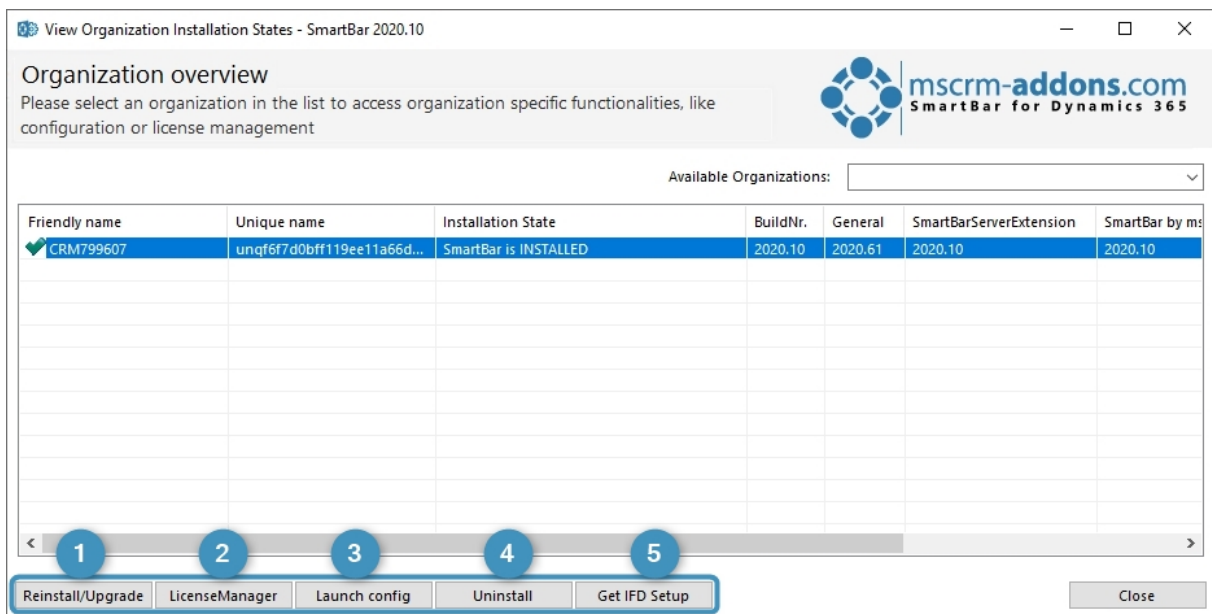 View Organization Installation States - SmartBar 2020.10
Organization overview
Please select an organization in the list to access organization specific functionalities, like
configuration or license management
mscrm-addons.com
SmartBar for Dynamics 365
Available Organizations:
Friendly name Unique name Installation State BuildNr. General SmartBarServerExtension SmartBar by ms
CRM799607 unqf6f7d0bff119ee11a66d... SmartBar is INSTALLED 2020.10 2020.61 2020.10 2020.10
1 2 3 4 5
Reinstall/Upgrade LicenseManager Launch config Uninstall Get IFD Setup Close